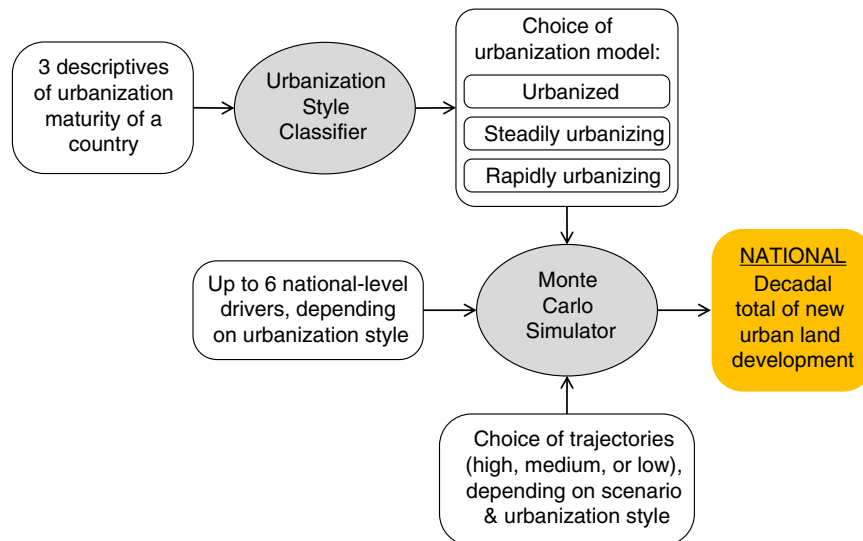 3 descriptives
of urbanization
maturity of a
country
Urbanization
Style
Classifier
Choice of
urbanization model:
Urbanized
Steadily urbanizing
Rapidly urbanizing
Up to 6 national-level
drivers, depending
on urbanization style
Monte
Carlo
Simulator
NATIONAL
Decadal
total of new
urban land
development
Choice of trajectories
(high, medium, or low),
depending on scenario
& urbanization style